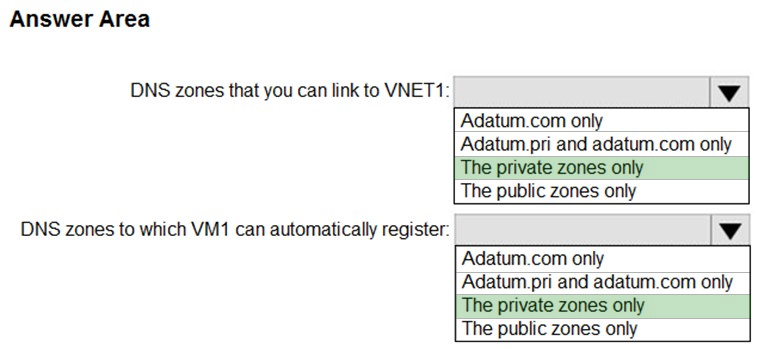 Answer Area
DNS zones that you can link to VNET1:
Adatum.com only
Adatum.pri and adatum.com only
The private zones only
The public zones only
DNS zones to which VM1 can automatically register:
Adatum.com only
Adatum.pri and adatum.com only
The private zones only
The public zones only